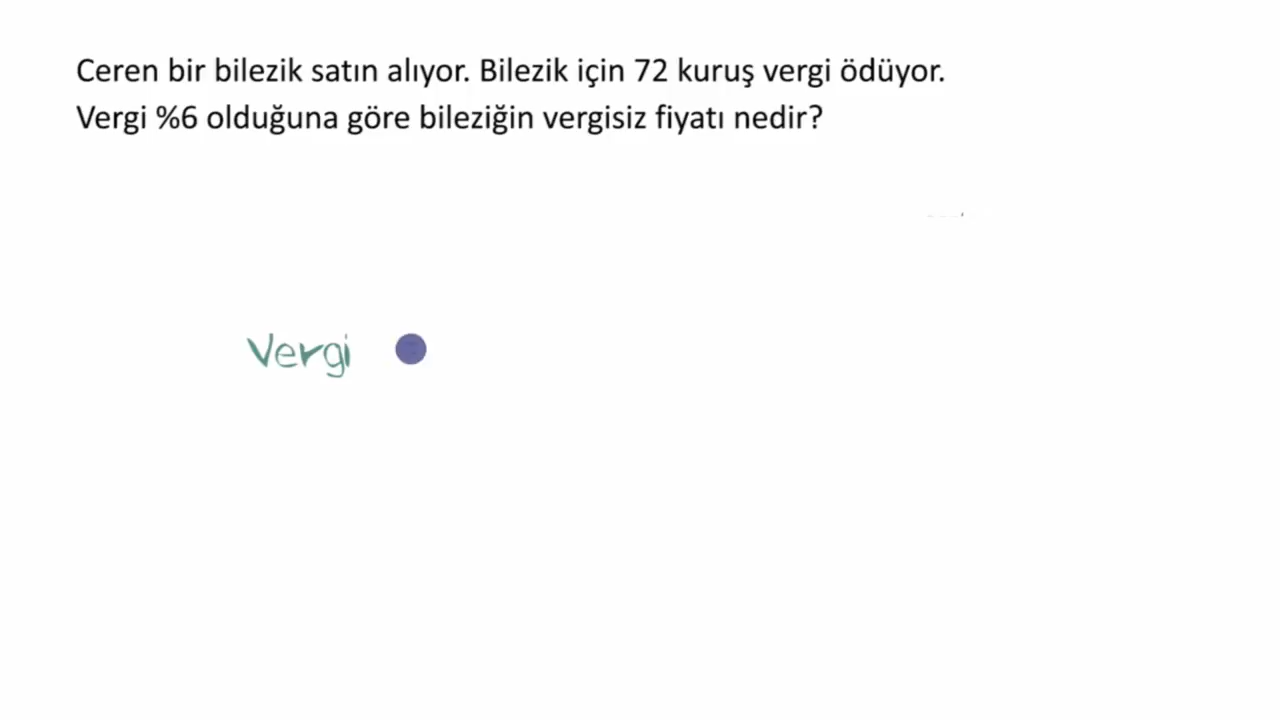 Ceren bir bilezik satın alıyor. Bilezik için 72 kuruş vergi ödüyor.
Vergi %6 olduğuna göre bileziğin vergisiz fiyatı nedir?
Vergi